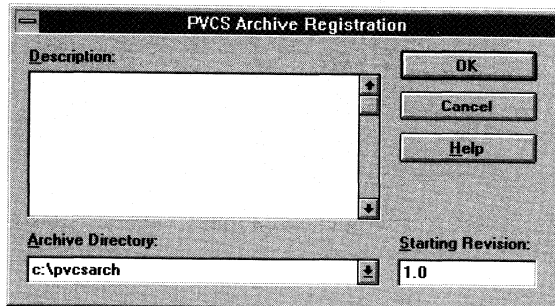 PVCS Archive Registration
Description:
OK
Cancel
Help
Archive Directory:
Starting Revision:
c:\pvcsarch
1.0